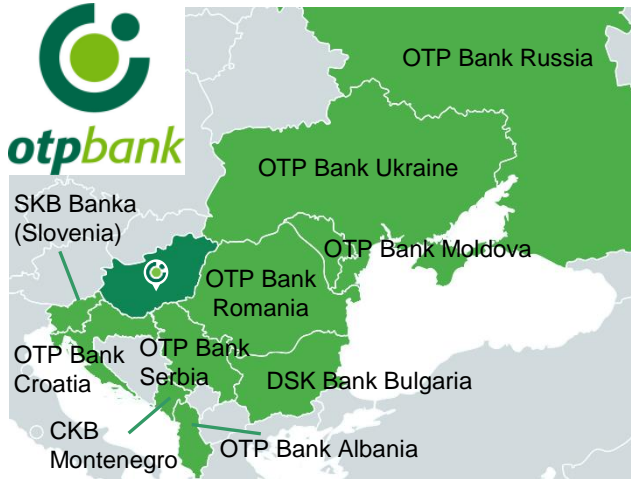 otpbank
OTP Bank Russia
OTP Bank Ukraine
SKB Banka
(Slovenia)
OTP Bank Moldova
OTP Bank
Romania
OTP Bank
Croatia
OTP Bank
Serbia
DSK Bank Bulgaria
CKB
Montenegro
OTP Bank Albania